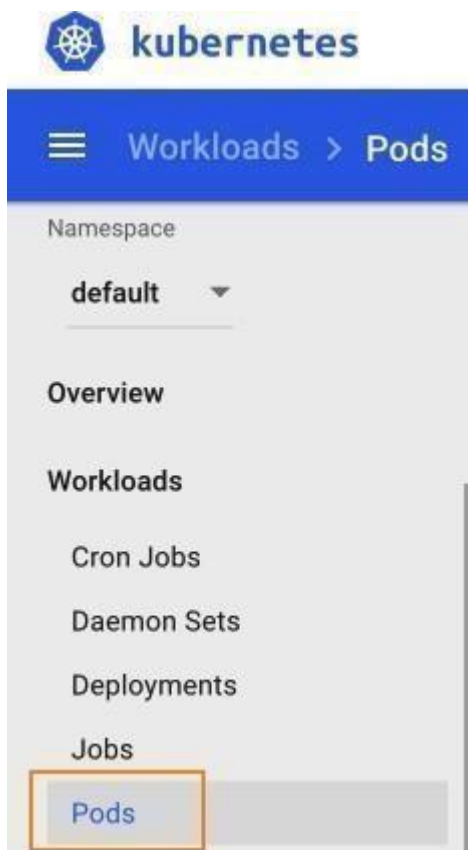 kubernetes
Workloads > Pods
Namespace
default
Overview
Workloads
Cron Jobs
Daemon Sets
Deployments
Jobs
Pods